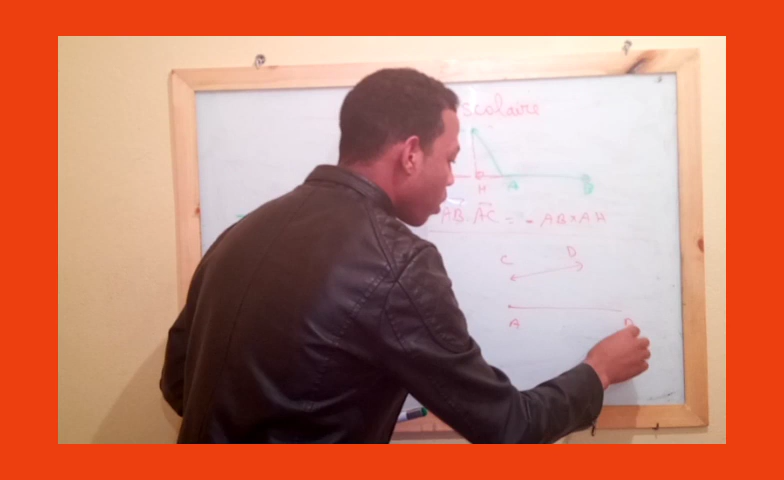 scolaire
H A B
AB. AC = - AB×AH
C D
A B